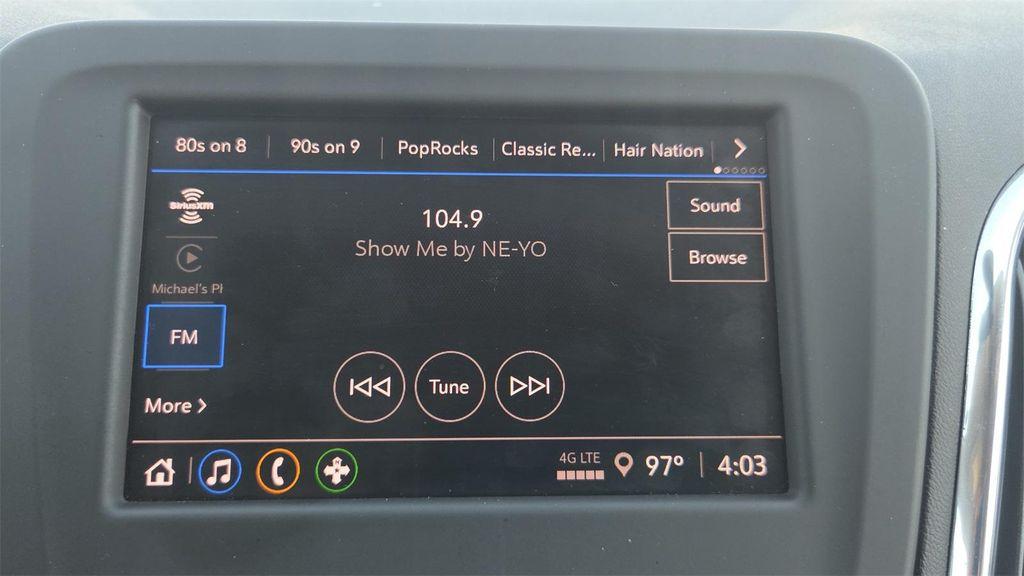 80s on 8 90s on 9 PopRocks Classic Re... Hair Nation
SiriusXM
104.9
Show Me by NE-YO
Sound
Browse
Michael's Ph
FM
Tune
More
4G LTE
97° 4:03